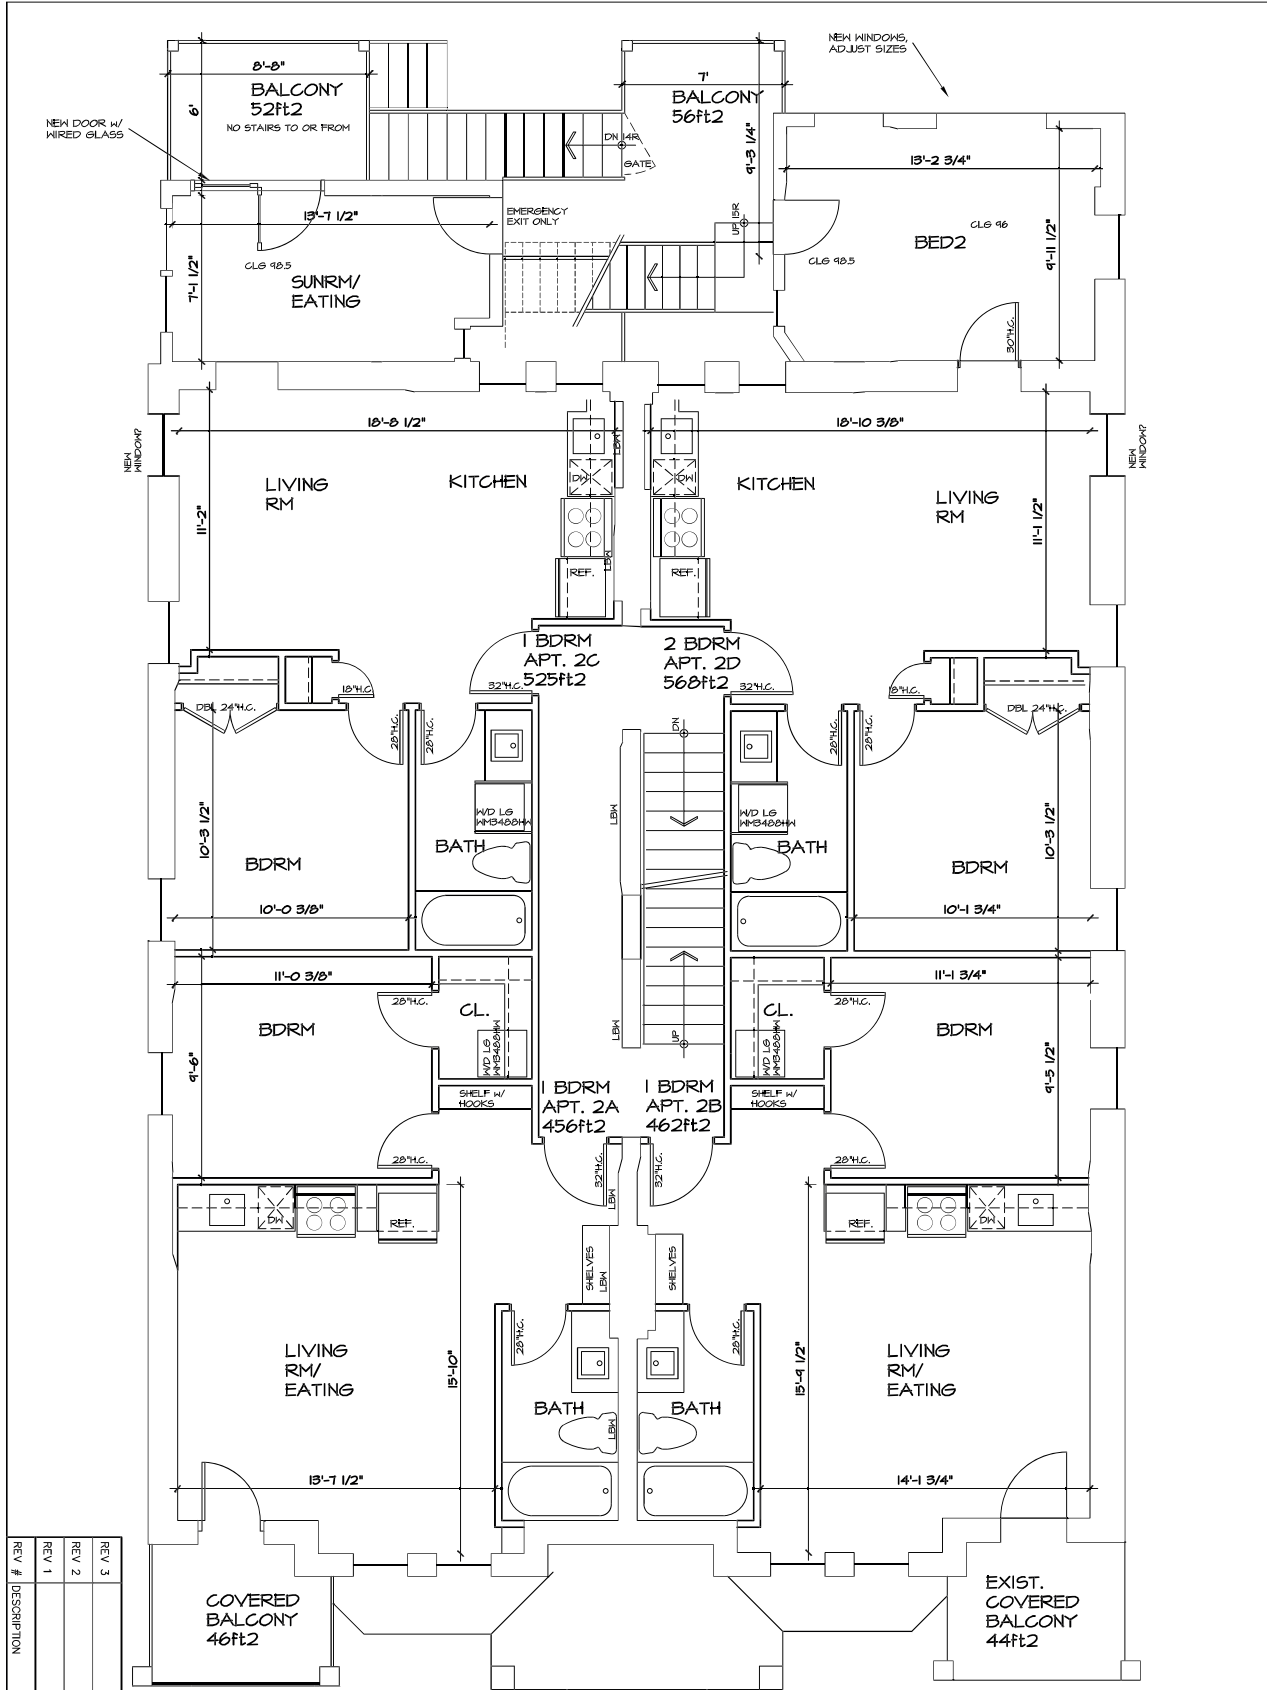 NEW WINDOWS,
ADJUST SIZES
8'-8"
BALCONY
52ft2
NO STAIRS TO OR FROM
6'
NEW DOOR W/
WIRED GLASS
7'
BALCONY
56ft2
9'-3 1/4"
DN 14R
GATE
13'-2 3/4"
13'-7 1/2"
EMERGENCY
EXIT ONLY
UP 15R
BED2
CLG 96
9'-11 1/2"
CLG 98.5
CLG 98.5
7'-1 1/2"
SUNRM/
EATING
30"H.C.
18'-8 1/2"
18'-10 3/8"
NEW
WINDOW?
NEW
WINDOW?
LBW
LIVING
RM
KITCHEN
DW
DW
KITCHEN
LIVING
RM
11'-2"
11'-1 1/2"
LBW
REF.
REF.
1 BDRM
APT. 2C
525ft2
2 BDRM
APT. 2D
568ft2
18"H.C.
32"H.C.
32"H.C.
18"H.C.
DBL 24"H.C.
DBL 24"H.C.
28"H.C.
28"H.C.
28"H.C.
28"H.C.
DN
W/D LG
WM3488HW
W/D LG
WM3488HW
LBW
10'-3 1/2"
10'-3 1/2"
BATH
BATH
BDRM
BDRM
10'-0 3/8"
10'-1 3/4"
11'-0 3/8"
11'-1 3/4"
28"H.C.
28"H.C.
CL.
CL.
BDRM
BDRM
W/D LG
WM3488HW
W/D LG
WM3488HW
LBW
UP
9'-6"
9'-5 1/2"
SHELF W/
HOOKS
SHELF W/
HOOKS
1 BDRM
APT. 2A
456ft2
1 BDRM
APT. 2B
462ft2
28"H.C.
28"H.C.
32"H.C.
32"H.C.
LBW
DW
REF.
REF.
DW
SHELVES
LBW
SHELVES
28"H.C.
28"H.C.
LIVING
RM/
EATING
LIVING
RM/
EATING
15'-10"
15'-9 1/2"
BATH
BATH
LBW
13'-7 1/2"
14'-1 3/4"
COVERED
BALCONY
46ft2
EXIST.
COVERED
BALCONY
44ft2
REV 3
REV 2
REV 1
REV # DESCRIPTION